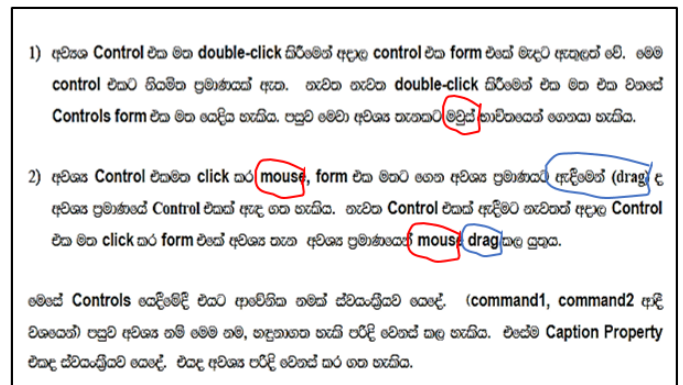 1) අවශ්‍ය Control එක මත double-click කිරීමෙන් අදාල control එක form එකේ මැදට ඇතුලත් වේ. මෙම
control එකට නියමිත ප්‍රමාණයක් ඇත. නැවත නැවත double-click කිරීමෙන් එක මත එක වනසේ
Controls form එක මත යෙදිය හැකිය. පසුව මෙවා අවශ්‍ය තැනකට මවුස් භාවිතයෙන් ගෙනයා හැකිය.
2) අවශ්‍ය Control එකමත click කර mouse, form එක මතට ගෙන අවශ්‍ය ප්‍රමාණයට ඇදීමෙන් (drag) ද
අවශ්‍ය ප්‍රමාණයේ Control එකක් ඇඳ ගත හැකිය. නැවත Control එකක් ඇදීමට නැවතත් අදාල Control
එක මත click කර form එකේ අවශ්‍ය තැන අවශ්‍ය ප්‍රමාණයෙන් mouse drag කල යුතුය.
මෙසේ Controls යෙදීමේදී එයට ආවේනික නමක් ස්වයංක්‍රීයව යෙදේ. (command1, command2 ආදී
වශයෙන්) පසුව අවශ්‍ය නම් මෙම නම, හඳුනාගත හැකි පරිදි වෙනස් කල හැකිය. එසේම Caption Property
එකද ස්වයංක්‍රීයව යෙදේ. එයද අවශ්‍ය පරිදි වෙනස් කර ගත හැකිය.